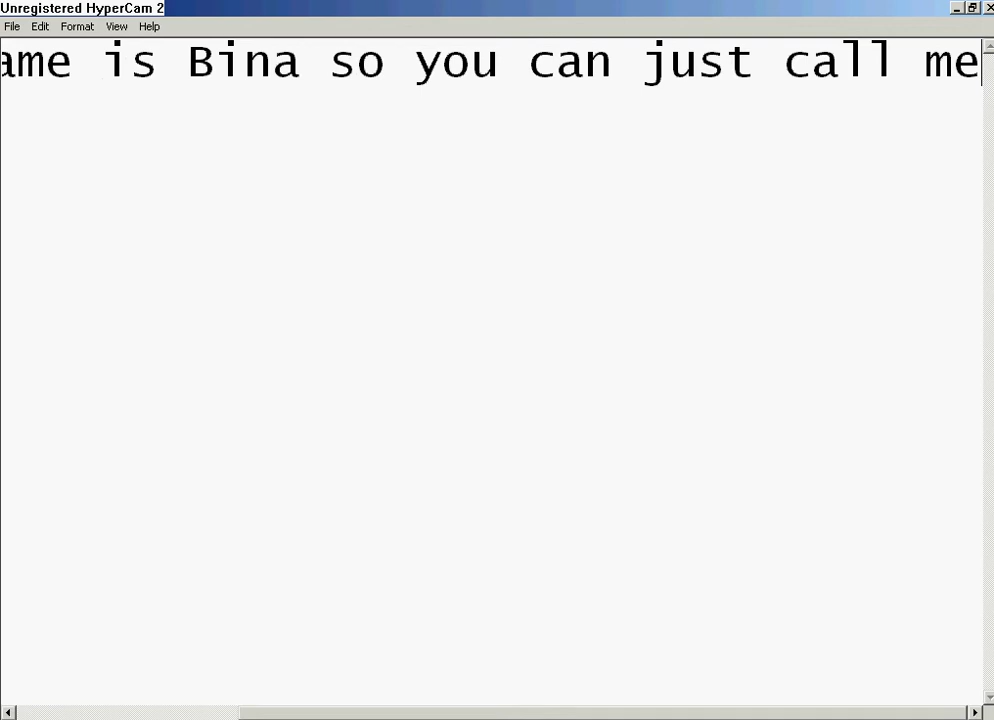 Unregistered HyperCam 2
File Edit Format View Help
ame is Bina so you can just call me